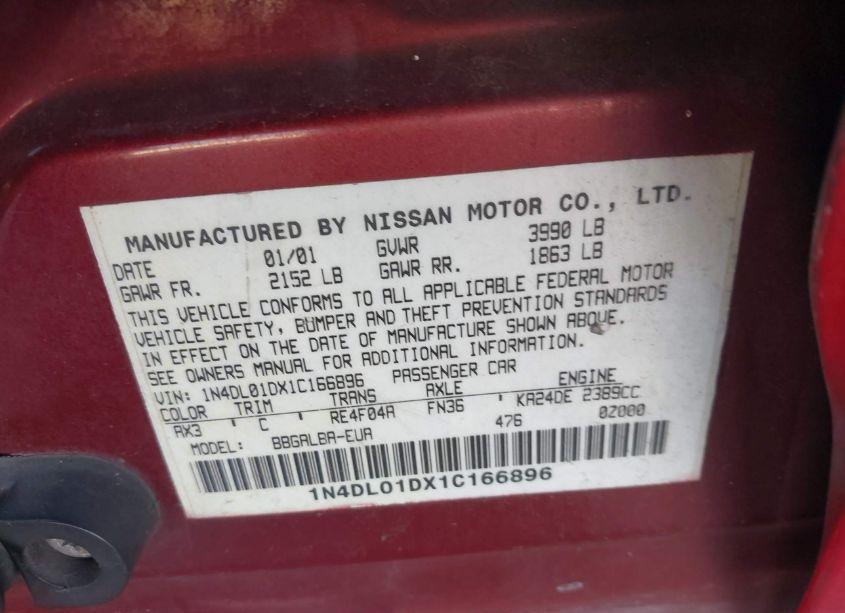 MANUFACTURED BY NISSAN MOTOR CO., LTD.
DATE 01/01 GVWR 3990 LB
GAWR FR. 2152 LB GAWR RR. 1863 LB
THIS VEHICLE CONFORMS TO ALL APPLICABLE FEDERAL MOTOR
VEHICLE SAFETY, BUMPER AND THEFT PREVENTION STANDARDS
IN EFFECT ON THE DATE OF MANUFACTURE SHOWN ABOVE.
SEE OWNERS MANUAL FOR ADDITIONAL INFORMATION.
VIN: 1N4DL01DX1C166896 PASSENGER CAR
COLOR TRIM TRANS AXLE ENGINE
AX3 C RE4F04A FN36 KA24DE 2389CC
MODEL: BBGALBA-EUA 476 0Z000
1N4DL01DX1C166896